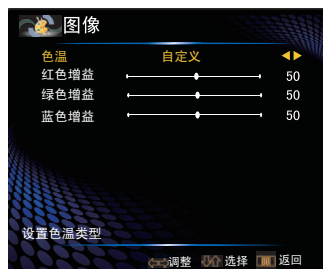 图像
色温 自定义
红色增益 50
绿色增益 50
蓝色增益 50
设置色温类型
调整 选择 返回